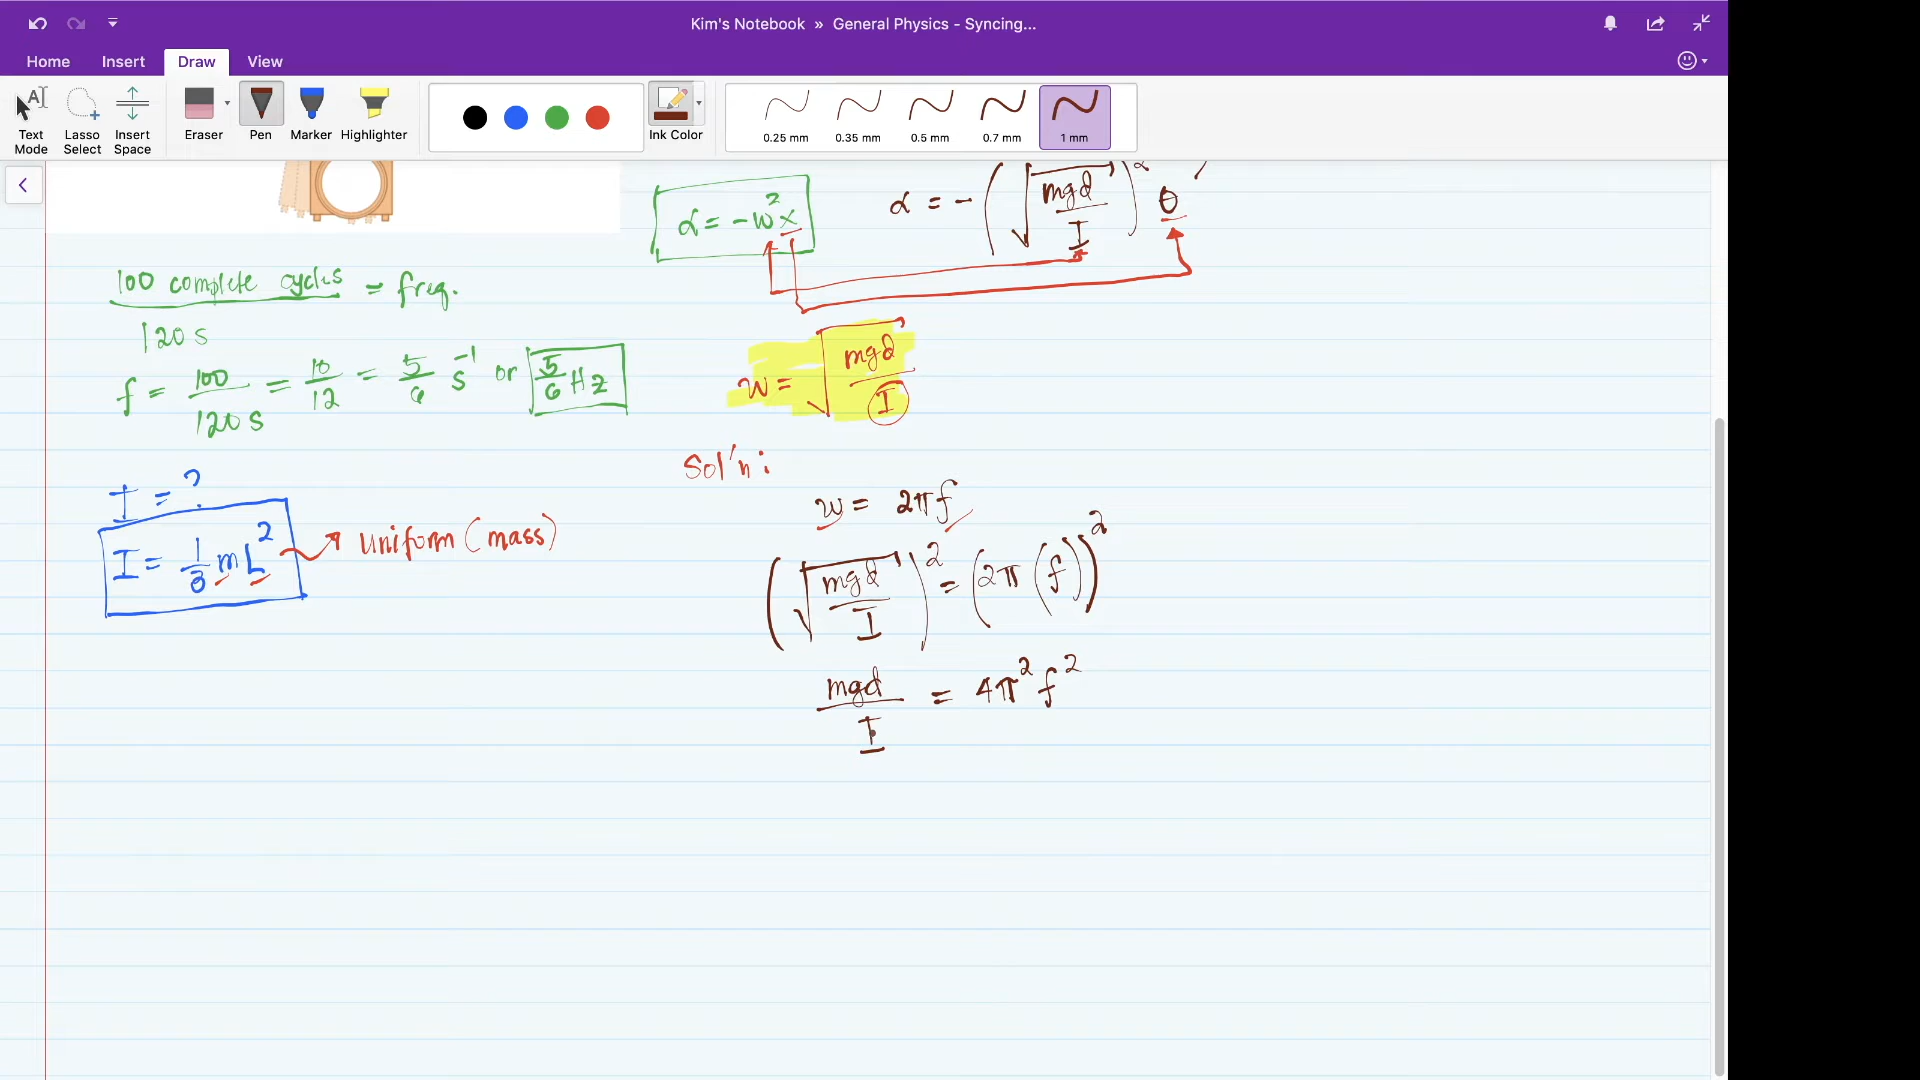 Kim's Notebook » General Physics - Syncing...
Home Insert Draw View
Text Mode
Lasso Select
Insert Space
Eraser
Pen
Marker
Highlighter
Ink Color
0.25 mm
0.35 mm
0.5 mm
0.7 mm
1 mm
α = -ω²x
α = -(√(mgd/I))² θ
100 complete cycles / 120 s = freq.
f = 100/120 s = 10/12 = 5/6 s⁻¹ or 5/6 Hz
ω = √(mgd/I)
I = ?
I = 1/3 mL² → uniform (mass)
Sol'n :
ω = 2πf
(√(mgd/I))² = (2π(f))²
mgd/I = 4π²f²